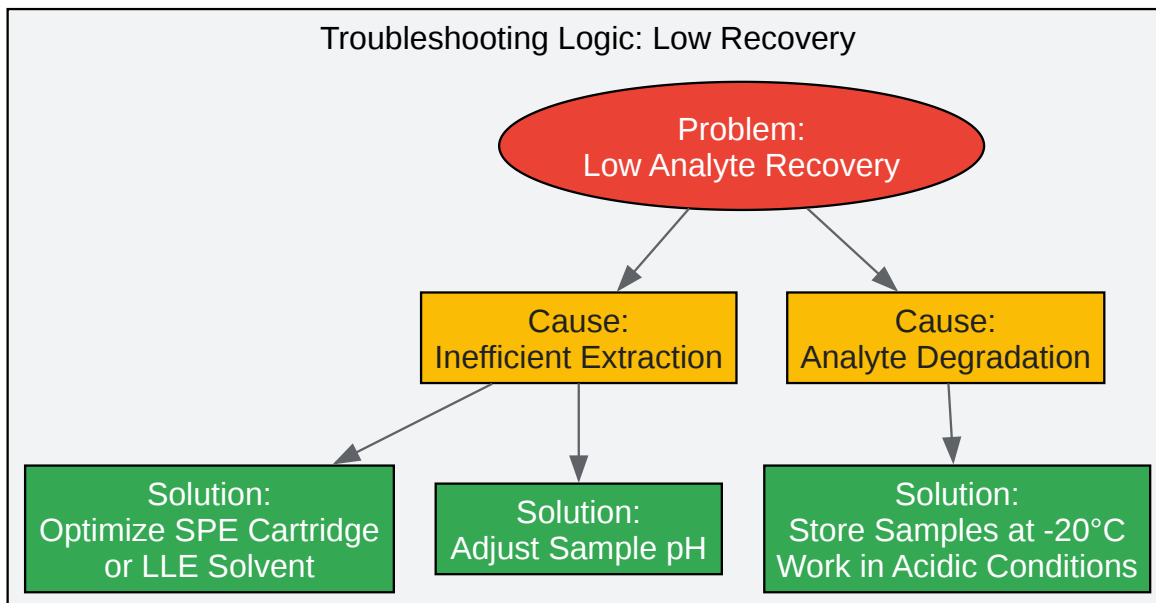 Troubleshooting Logic: Low Recovery
Problem:
Low Analyte Recovery
Cause:
Inefficient Extraction
Cause:
Analyte Degradation
Solution:
Optimize SPE Cartridge
or LLE Solvent
Solution:
Adjust Sample pH
Solution:
Store Samples at -20°C
Work in Acidic Conditions